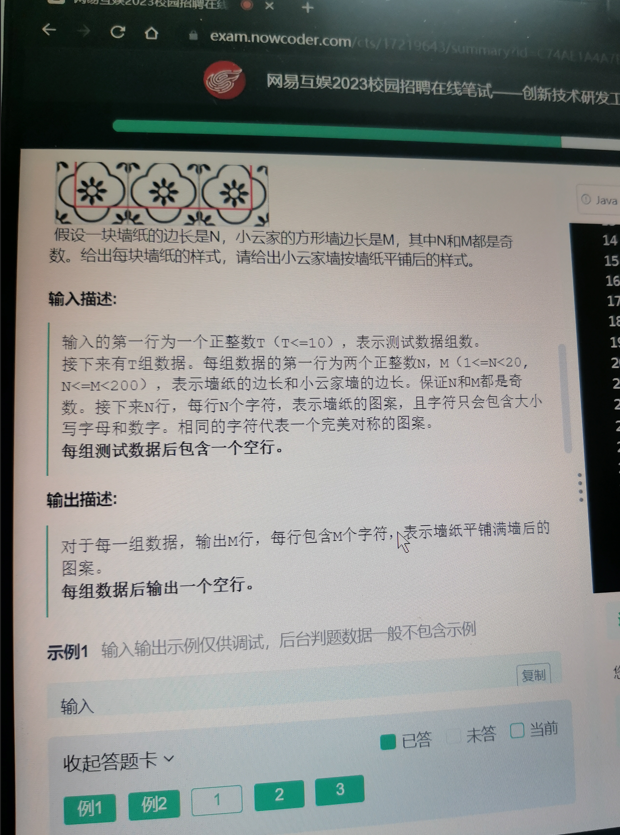 网易互娱2023校园招聘在线
exam.nowcoder.com/cts/17219643/summary?id=
网易互娱2023校园招聘在线笔试——创新技术研发工
Java
假设一块墙纸的边长是N，小云家的方形墙边长是M，其中N和M都是奇
数。给出每块墙纸的样式，请给出小云家墙按墙纸平铺后的样式。
输入描述:
输入的第一行为一个正整数T（T<=10），表示测试数据组数。
接下来有T组数据。每组数据的第一行为两个正整数N，M（1<=N<20,
N<=M<200），表示墙纸的边长和小云家墙的边长。保证N和M都是奇
数。接下来N行，每行N个字符，表示墙纸的图案，且字符只会包含大小
写字母和数字。相同的字符代表一个完美对称的图案。
每组测试数据后包含一个空行。
输出描述:
对于每一组数据，输出M行，每行包含M个字符，表示墙纸平铺满墙后的
图案。
每组数据后输出一个空行。
示例1 输入输出示例仅供调试，后台判题数据一般不包含示例
复制
输入
收起答题卡
已答 未答 当前
例1 例2 1 2 3
14
15
16
17
18